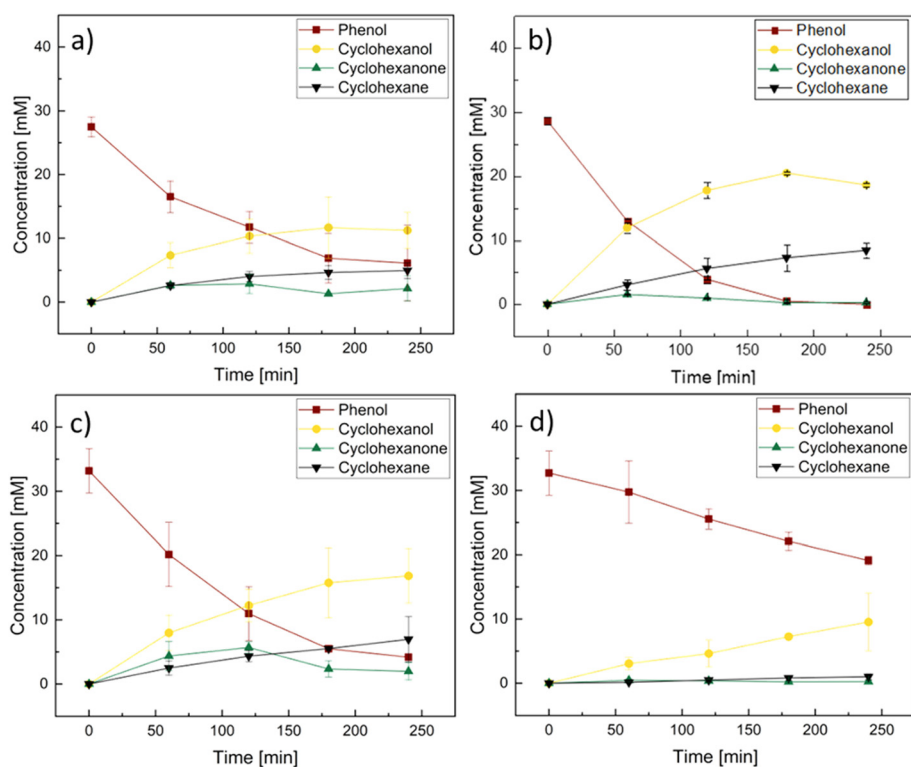 a)
Phenol
Cyclohexanol
Cyclohexanone
Cyclohexane
40
30
20
10
0
Concentration [mM]
0 50 100 150 200 250
Time [min]
b)
Phenol
Cyclohexanol
Cyclohexanone
Cyclohexane
40
30
20
10
0
Concentration [mM]
0 50 100 150 200 250
Time [min]
c)
Phenol
Cyclohexanol
Cyclohexanone
Cyclohexane
40
30
20
10
0
Concentration [mM]
0 50 100 150 200 250
Time [min]
d)
Phenol
Cyclohexanol
Cyclohexanone
Cyclohexane
40
30
20
10
0
Concentration [mM]
0 50 100 150 200 250
Time [min]